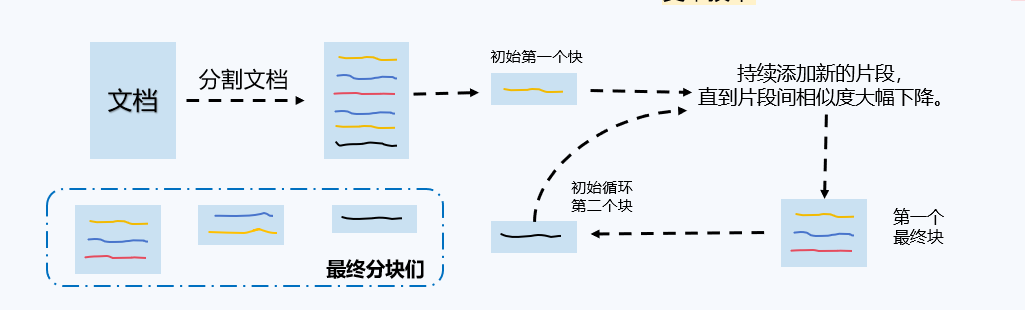 文档
分割文档
初始第一个快
持续添加新的片段，
直到片段间相似度大幅下降。
初始循环
第二个块
第一个
最终块
最终分块们